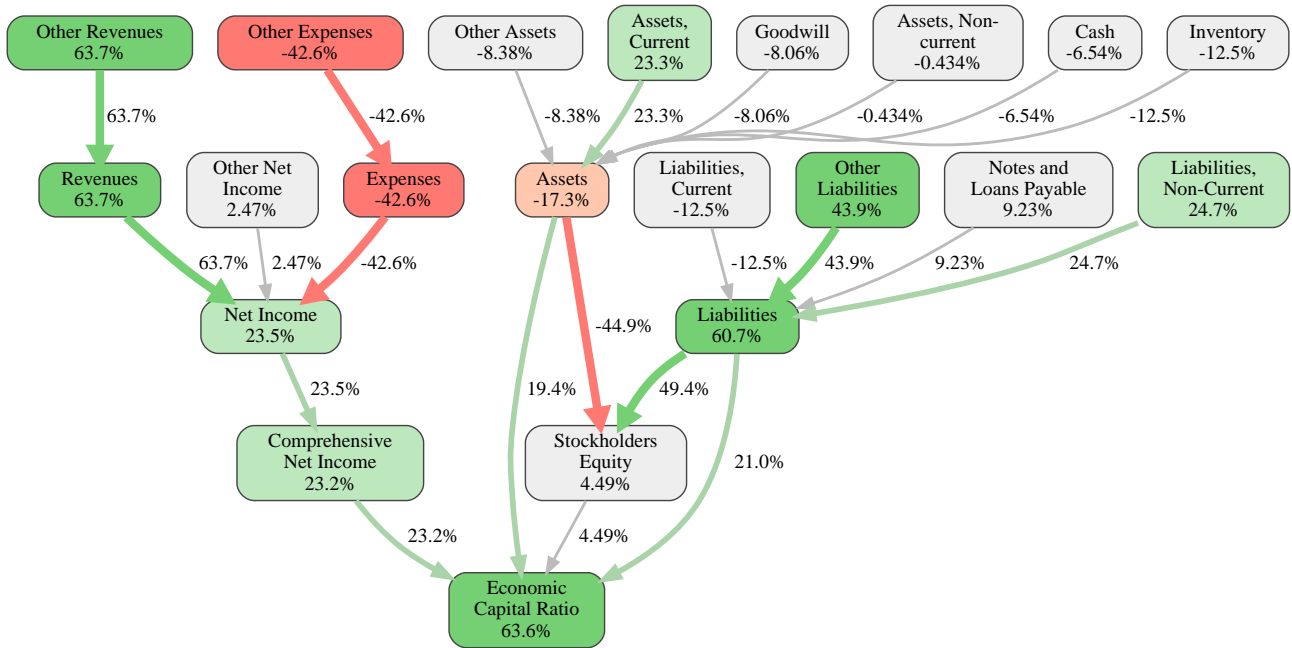 Other Revenues
63.7%
Other Expenses
-42.6%
Other Assets
-8.38%
Assets,
Current
23.3%
Goodwill
-8.06%
Assets, Non-
current
-0.434%
Cash
-6.54%
Inventory
-12.5%
63.7%
-42.6%
-8.38%
23.3%
-8.06%
-0.434%
-6.54%
-12.5%
Revenues
63.7%
Other Net
Income
2.47%
Expenses
-42.6%
Assets
-17.3%
Liabilities,
Current
-12.5%
Other
Liabilities
43.9%
Notes and
Loans Payable
9.23%
Liabilities,
Non-Current
24.7%
63.7%
2.47%
-42.6%
-12.5%
43.9%
9.23%
24.7%
Net Income
23.5%
-44.9%
Liabilities
60.7%
23.5%
19.4%
49.4%
Comprehensive
Net Income
23.2%
Stockholders
Equity
4.49%
21.0%
23.2%
4.49%
Economic
Capital Ratio
63.6%